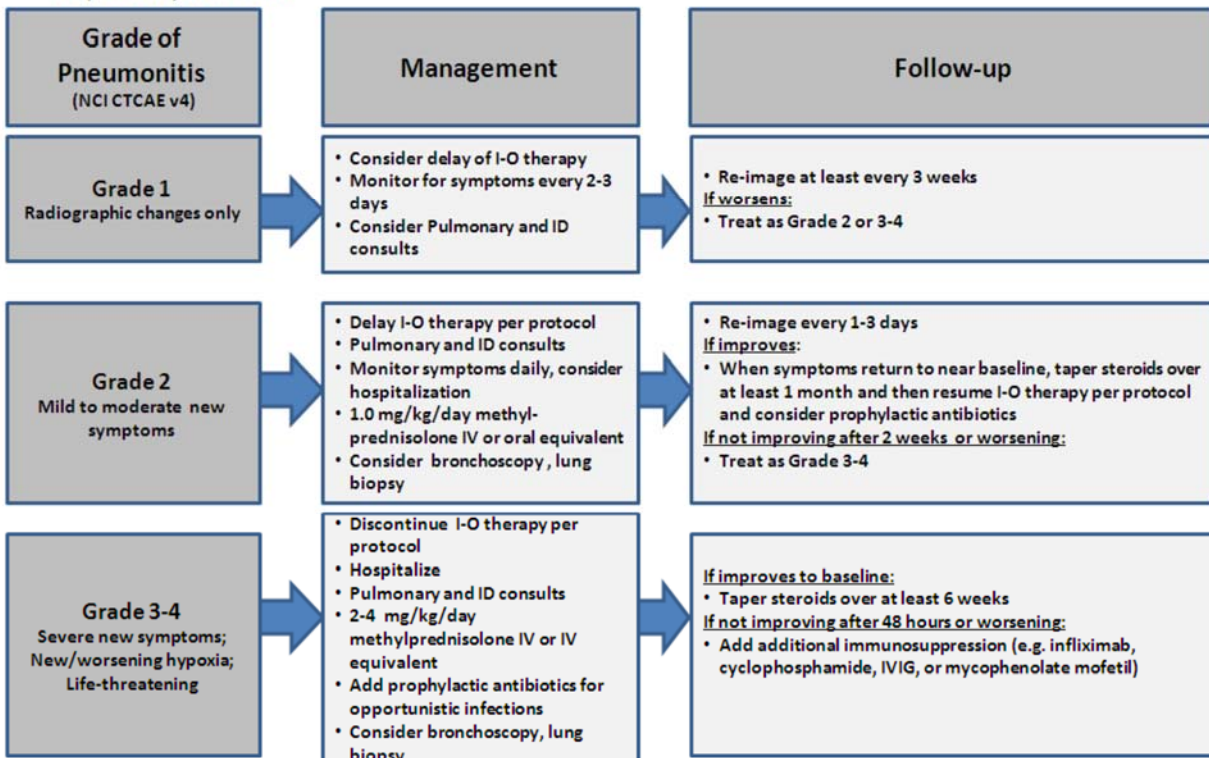 Grade of
Pneumonitis
(NCI CTCAE v4)
Management
Follow-up
Grade 1
Radiographic changes only
• Consider delay of I-O therapy
• Monitor for symptoms every 2-3
days
• Consider Pulmonary and ID
consults
• Re-image at least every 3 weeks
If worsens:
• Treat as Grade 2 or 3-4
Grade 2
Mild to moderate new
symptoms
• Delay I-O therapy per protocol
• Pulmonary and ID consults
• Monitor symptoms daily, consider
hospitalization
• 1.0 mg/kg/day methyl-
prednisolone IV or oral equivalent
• Consider bronchoscopy, lung
biopsy
• Re-image every 1-3 days
If improves:
• When symptoms return to near baseline, taper steroids over
at least 1 month and then resume I-O therapy per protocol
and consider prophylactic antibiotics
If not improving after 2 weeks or worsening:
• Treat as Grade 3-4
Grade 3-4
Severe new symptoms;
New/worsening hypoxia;
Life-threatening
• Discontinue I-O therapy per
protocol
• Hospitalize
• Pulmonary and ID consults
• 2-4 mg/kg/day
methylprednisolone IV or IV
equivalent
• Add prophylactic antibiotics for
opportunistic infections
• Consider bronchoscopy, lung
biopsy
If improves to baseline:
• Taper steroids over at least 6 weeks
If not improving after 48 hours or worsening:
• Add additional immunosuppression (e.g. infliximab,
cyclophosphamide, IVIG, or mycophenolate mofetil)